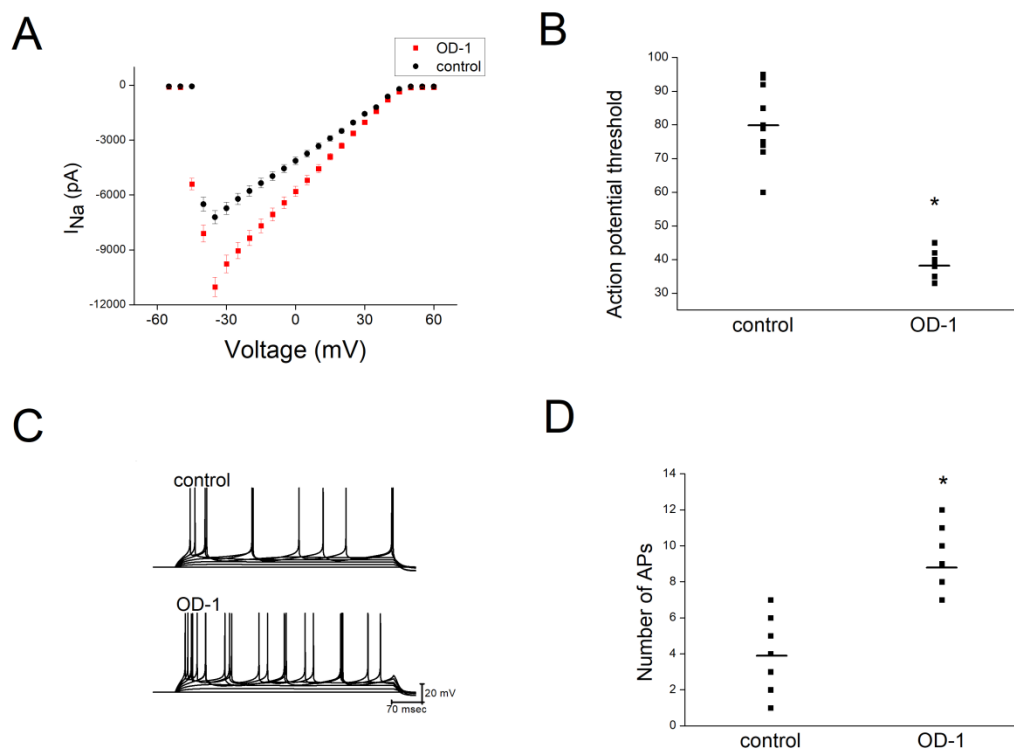 A
OD-1
control
0
-3000
-6000
-9000
-12000
I Na (pA)
-60 -30 0 30 60
Voltage (mV)
B
100
90
80
70
60
50
40
30
Action potential threshold
*
control OD-1
C
control
OD-1
20 mV
70 msec
D
14
12
10
8
6
4
2
0
Number of APs
*
control OD-1